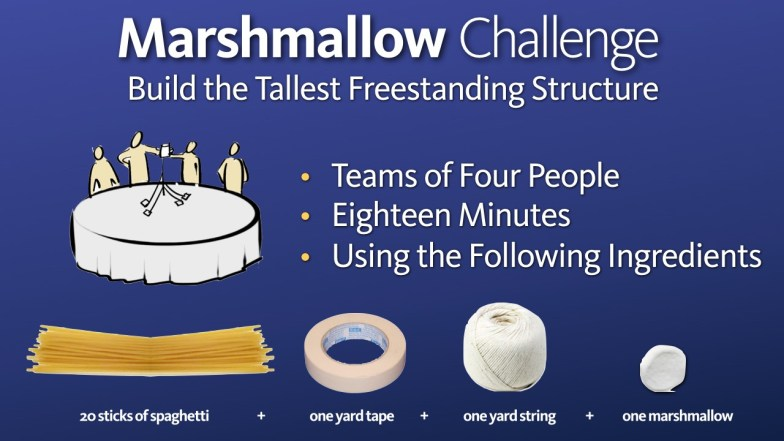 Marshmallow Challenge
Build the Tallest Freestanding Structure
• Teams of Four People
• Eighteen Minutes
• Using the Following Ingredients
20 sticks of spaghetti + one yard tape + one yard string + one marshmallow